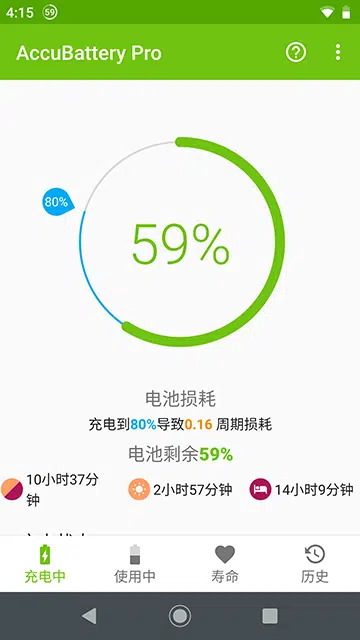 4:15 59
AccuBattery Pro
80%
59%
电池损耗
充电到80%导致0.16 周期损耗
电池剩余59%
10小时37分钟
2小时57分钟
14小时9分钟
充电中
使用中
寿命
历史